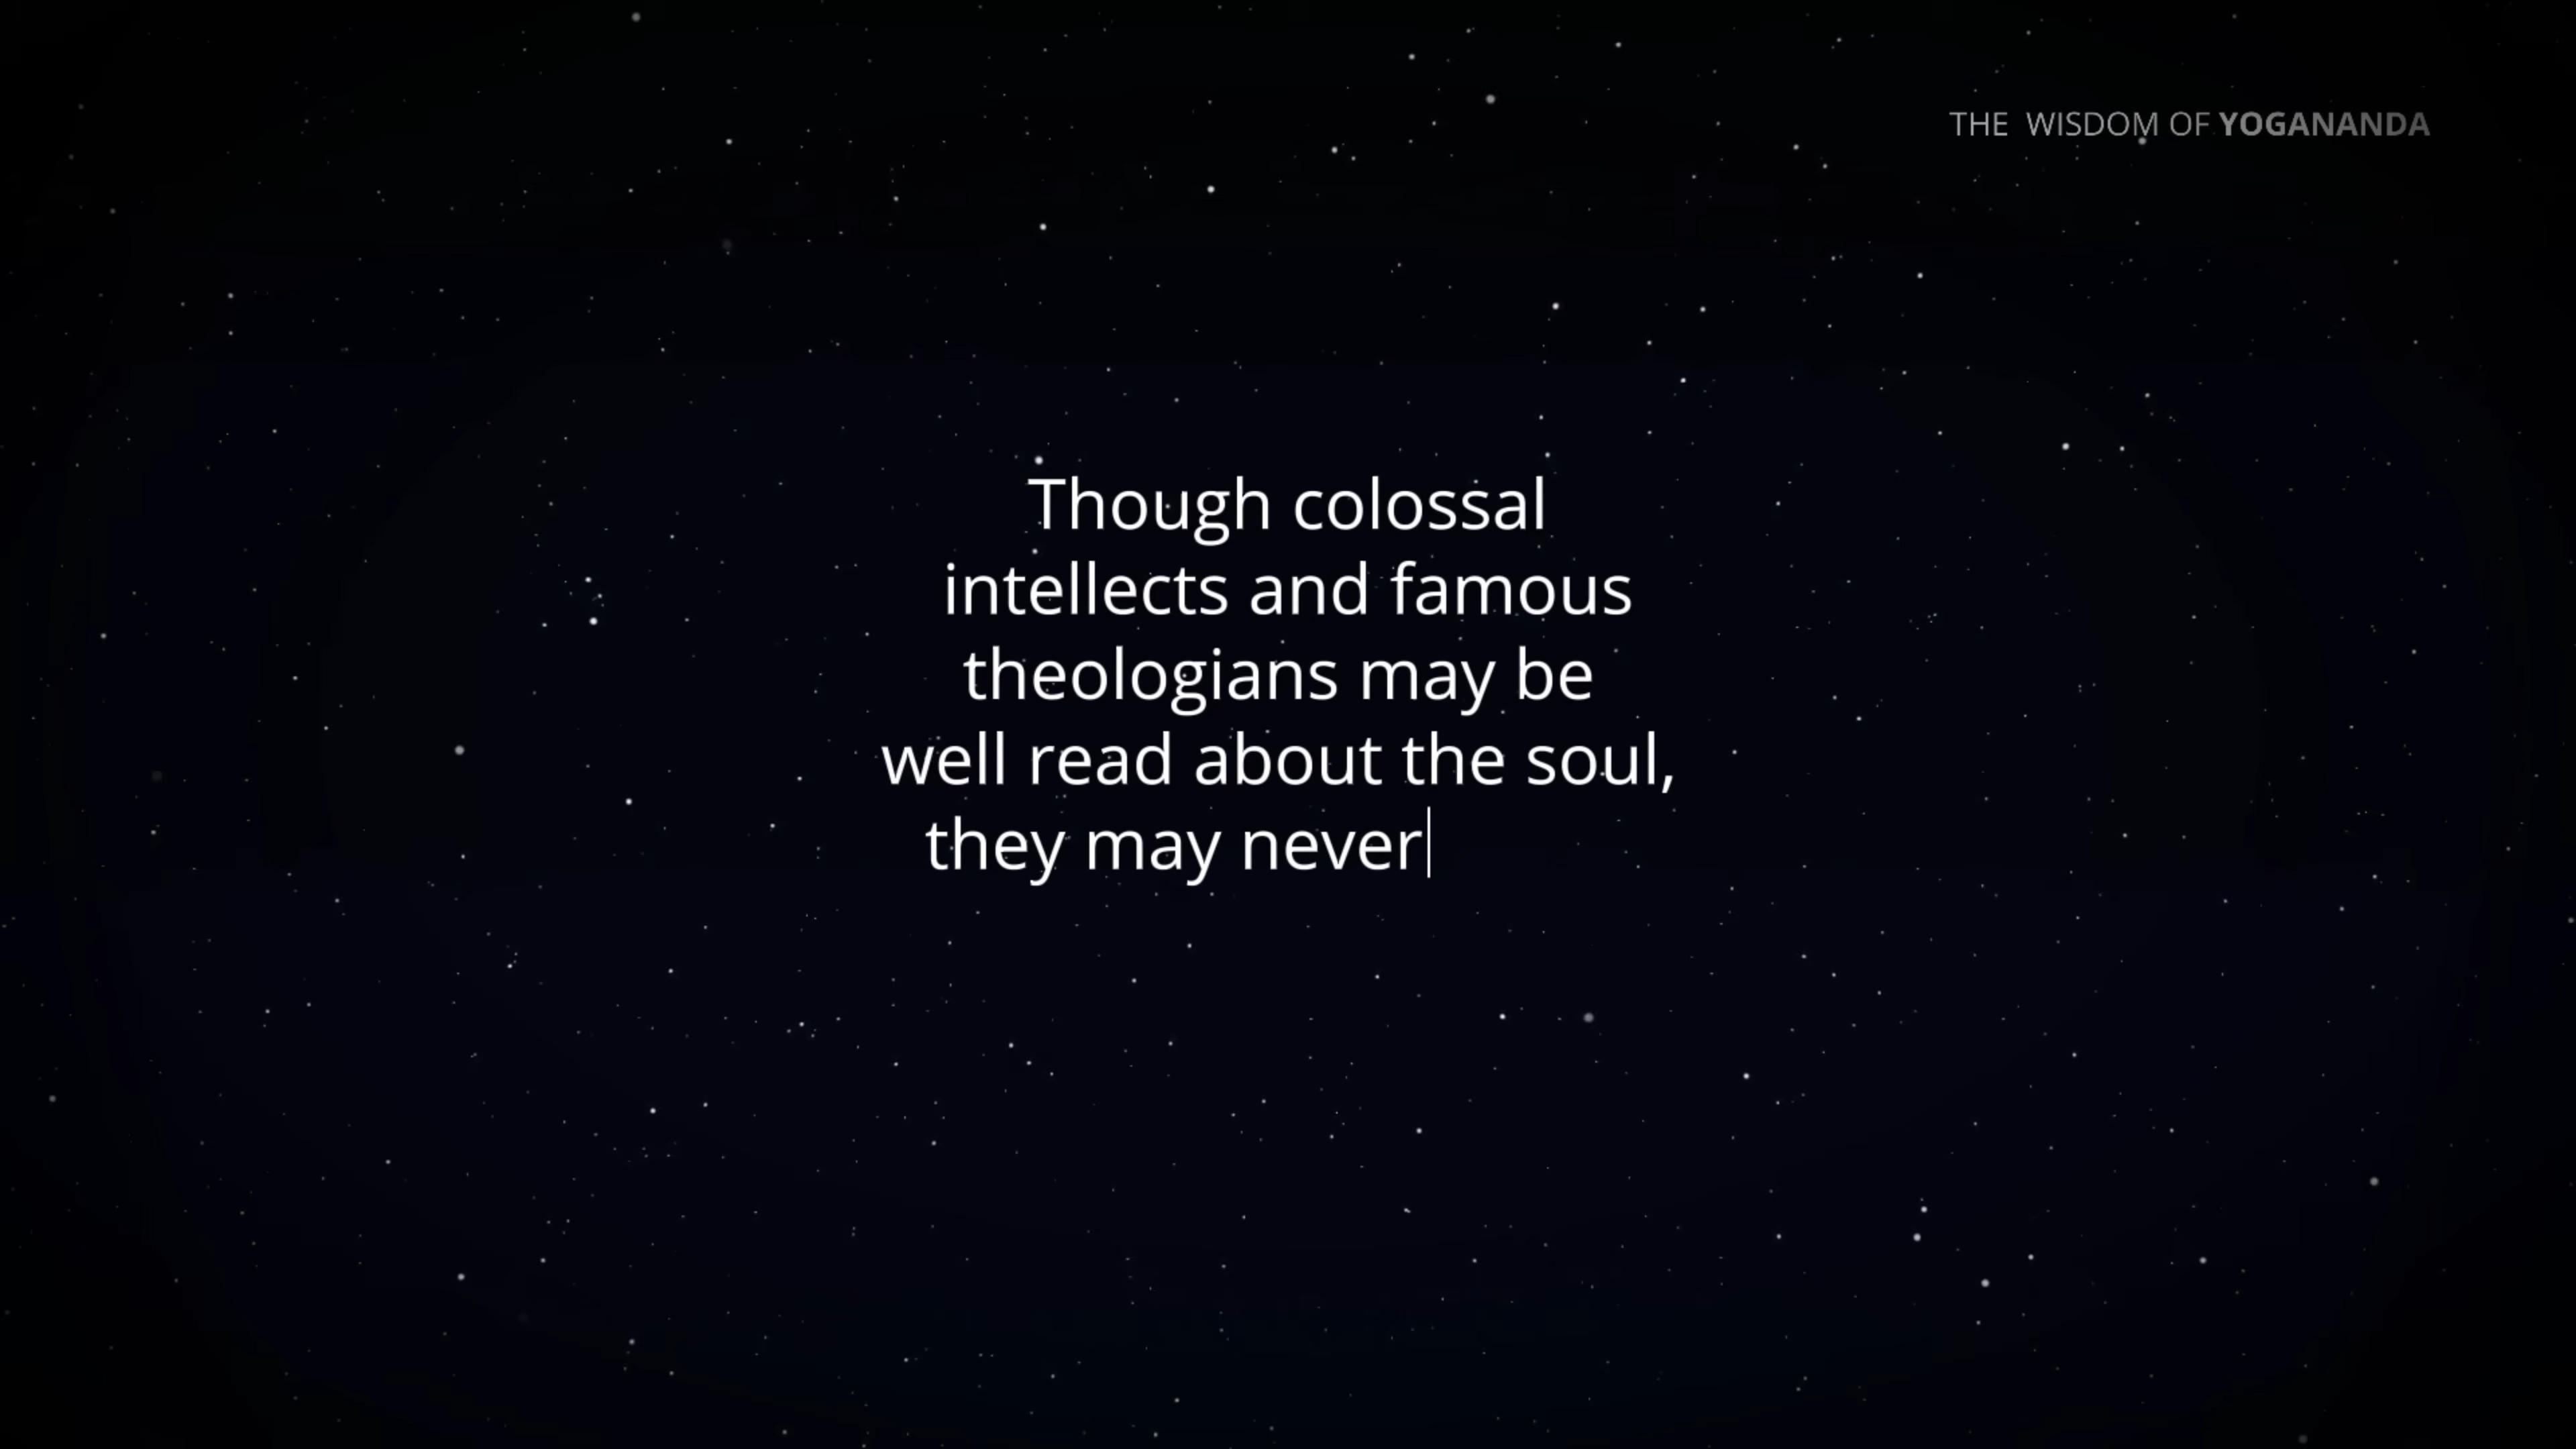 THE WISDOM OF YOGANANDA
Though colossal
intellects and famous
theologians may be
well read about the soul,
they may never